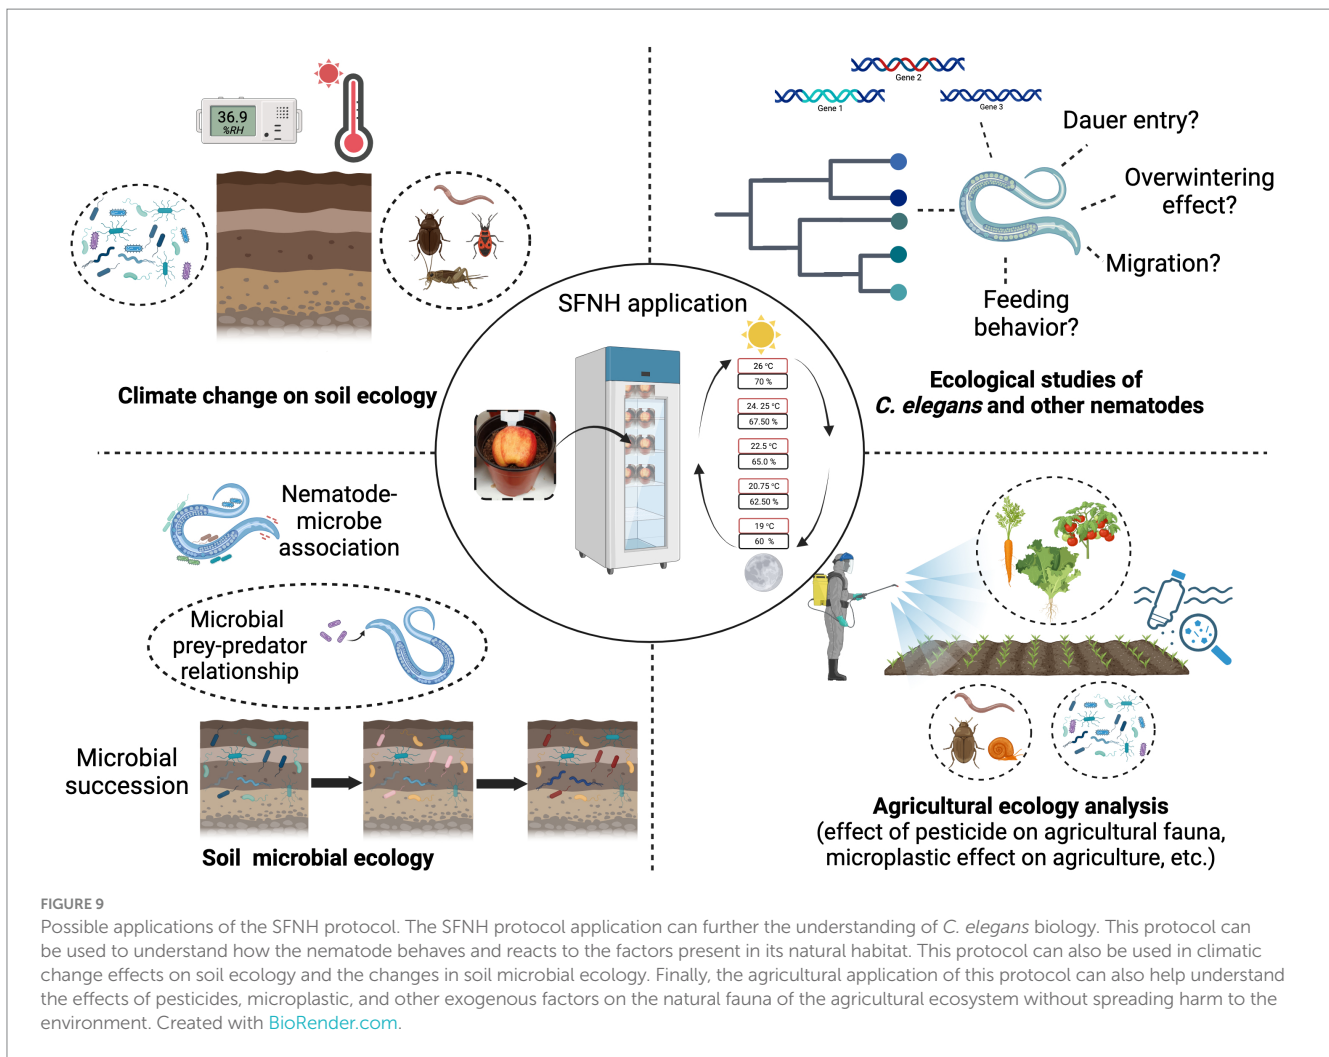 36.9
%RH
Climate change on soil ecology
Gene 2
Gene 1
Gene 3
Dauer entry?
Overwintering
effect?
Migration?
Feeding
behavior?
Ecological studies of
C. elegans and other nematodes
SFNH application
26 °C
70 %
24. 25 °C
67.50 %
22.5 °C
65.0 %
20.75 °C
62.50 %
19 °C
60 %
Nematode-
microbe
association
Microbial
prey-predator
relationship
Microbial
succession
Soil microbial ecology
Agricultural ecology analysis
(effect of pesticide on agricultural fauna,
microplastic effect on agriculture, etc.)
FIGURE 9
Possible applications of the SFNH protocol. The SFNH protocol application can further the understanding of C. elegans biology. This protocol can
be used to understand how the nematode behaves and reacts to the factors present in its natural habitat. This protocol can also be used in climatic
change effects on soil ecology and the changes in soil microbial ecology. Finally, the agricultural application of this protocol can also help understand
the effects of pesticides, microplastic, and other exogenous factors on the natural fauna of the agricultural ecosystem without spreading harm to the
environment. Created with BioRender.com.